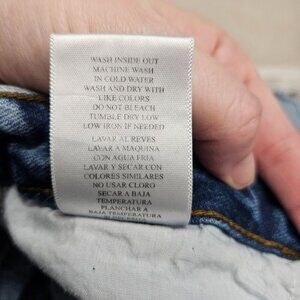 WASH INSIDE OUT
MACHINE WASH
IN COLD WATER
WASH AND DRY WITH
LIKE COLORS
DO NOT BLEACH
TUMBLE DRY LOW
LOW IRON IF NEEDED
LAVAR AL REVES
LAVAR A MAQUINA
CON AGUA FRIA
LAVAR Y SECAR CON
COLORES SIMILARES
NO USAR CLORO
SECAR A BAJA
TEMPERATURA
PLANCHAR A
BAJA TEMPERATURA